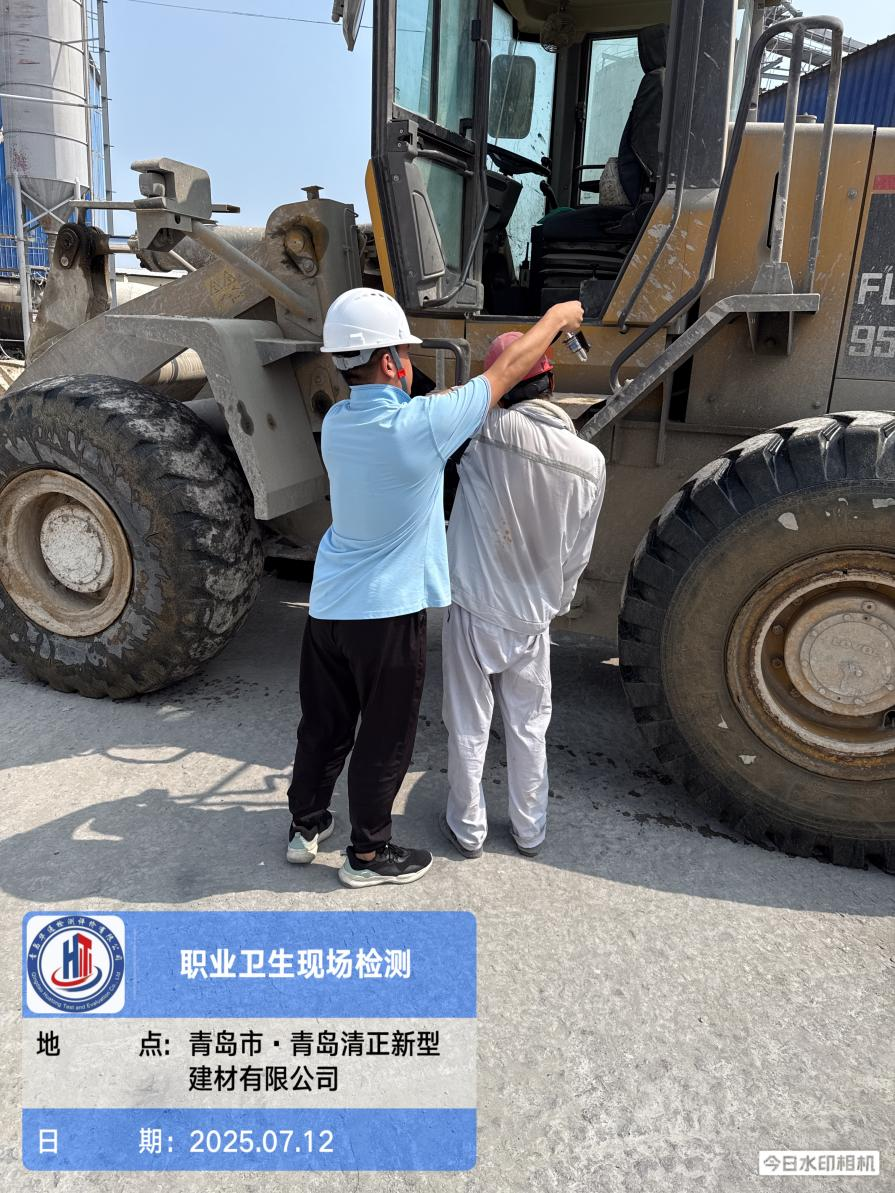 FL
95
职业卫生现场检测
地 点: 青岛市·青岛清正新型
建材有限公司
日 期: 2025.07.12
今日水印相机